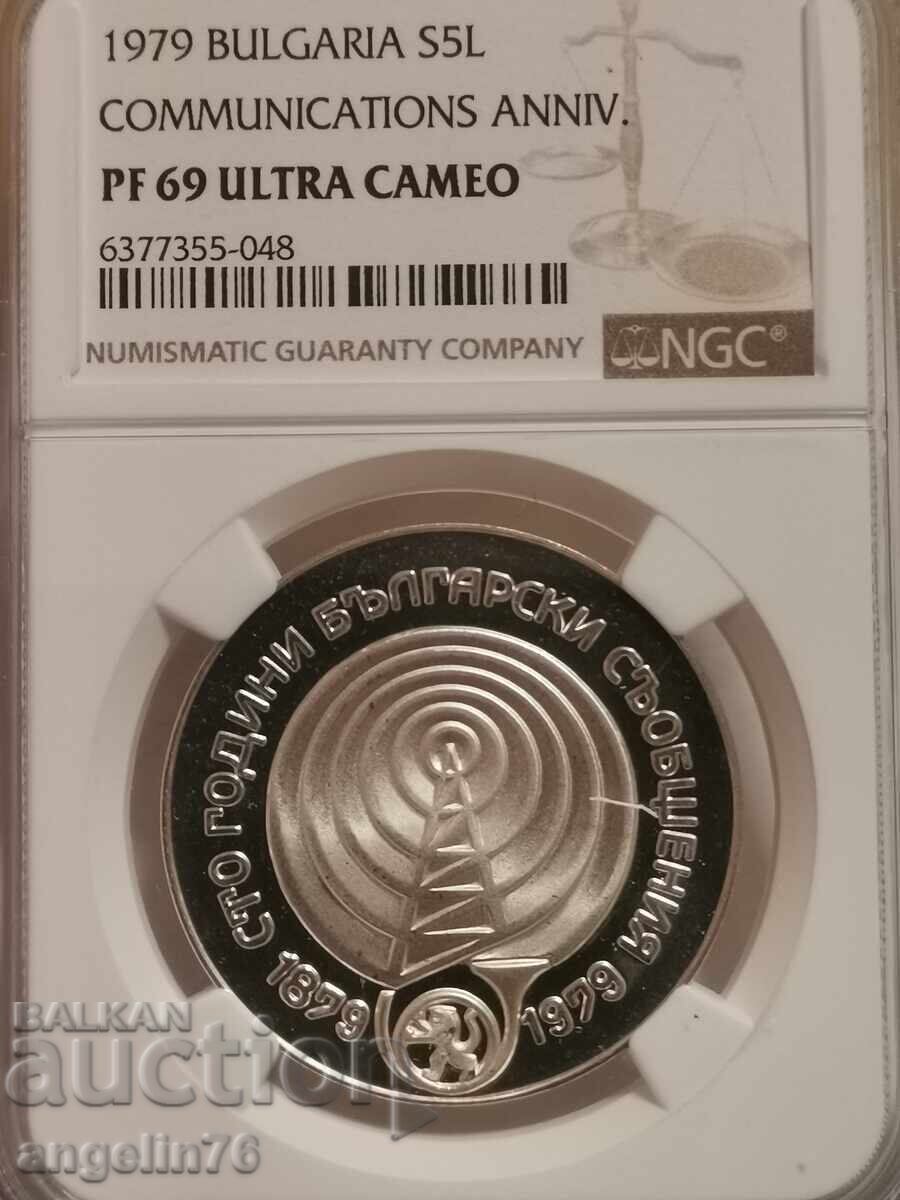 1979 BULGARIA S5L
COMMUNICATIONS ANNIV.
PF 69 ULTRA CAMEO
6377355-048
NUMISMATIC GUARANTY COMPANY
NGC®
СТО ГОДИНИ БЪЛГАРСКИ СЪОБЩЕНИЯ
1879 1979
BALKAN
auction
angelin76